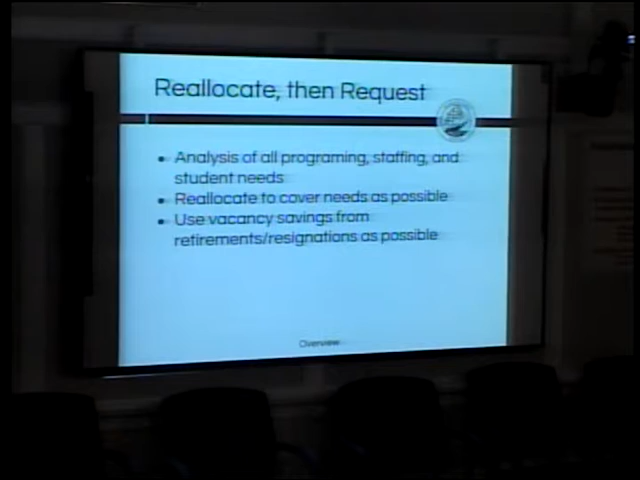 Reallocate, then Request
• Analysis of all programing, staffing, and
student needs
• Reallocate to cover needs as possible
• Use vacancy savings from
retirements/resignations as possible
Overview